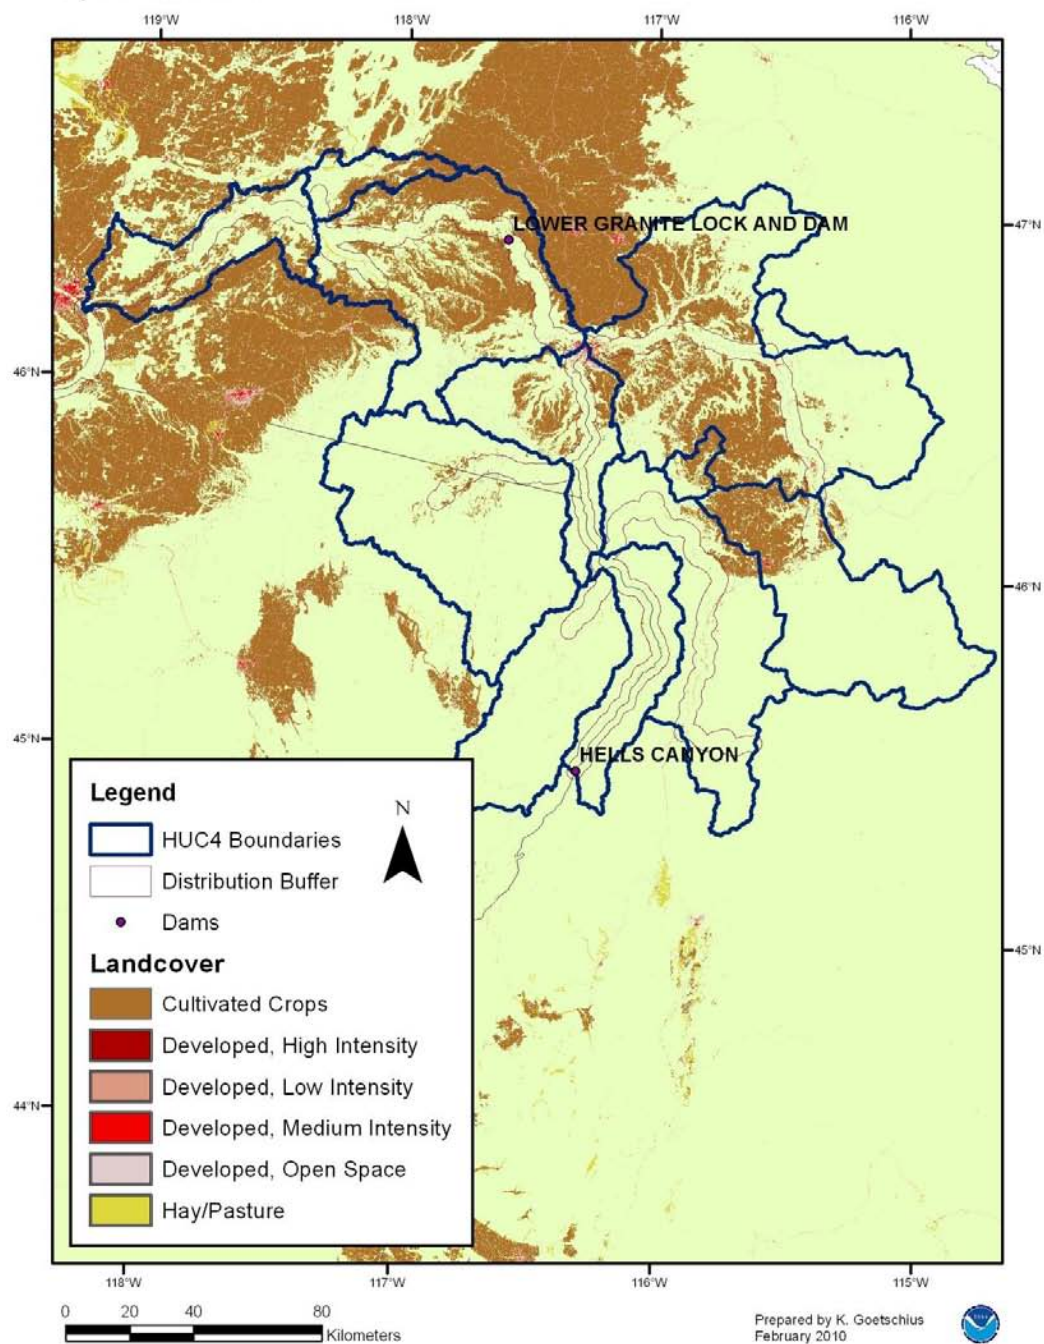 119°W 118°W 117°W 116°W
47°N
LOWER GRANITE LOCK AND DAM
46°N
46°N
45°N
HELLS CANYON
Legend
N
HUC4 Boundaries
Distribution Buffer
Dams
Landcover
45°N
Cultivated Crops
Developed, High Intensity
Developed, Low Intensity
44°N
Developed, Medium Intensity
Developed, Open Space
Hay/Pasture
118°W 117°W 116°W 115°W
0 20 40 80
Kilometers
Prepared by K. Goetschius
February 2010